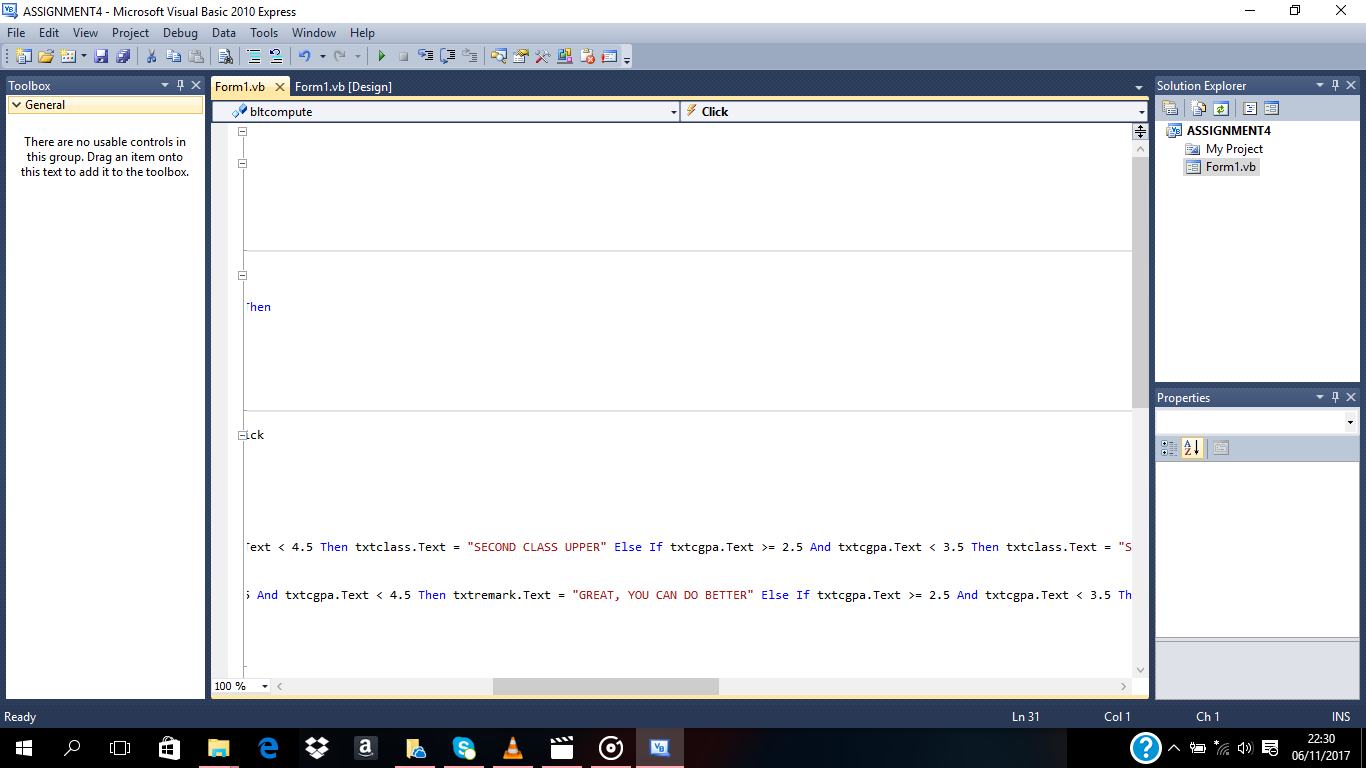 ASSIGNMENT4 - Microsoft Visual Basic 2010 Express
File Edit View Project Debug Data Tools Window Help
Toolbox
General
There are no usable controls in
this group. Drag an item onto
this text to add it to the toolbox.
Form1.vb
Form1.vb [Design]
bltcompute
Click
Then
ick
Text < 4.5 Then txtclass.Text = "SECOND CLASS UPPER" Else If txtcgpa.Text >= 2.5 And txtcgpa.Text < 3.5 Then txtclass.Text = "S
5 And txtcgpa.Text < 4.5 Then txtremark.Text = "GREAT, YOU CAN DO BETTER" Else If txtcgpa.Text >= 2.5 And txtcgpa.Text < 3.5 Th
100 %
Solution Explorer
ASSIGNMENT4
My Project
Form1.vb
Properties
Ready
Ln 31
Col 1
Ch 1
INS
22:30
06/11/2017